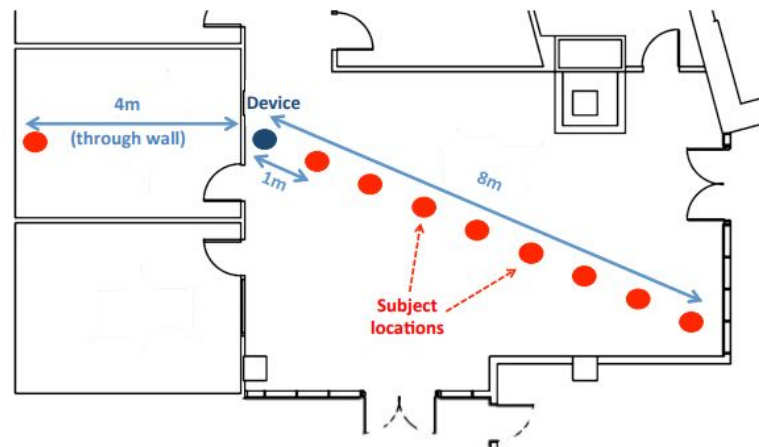 4m
(through wall)
Device
1m
8m
Subject
locations